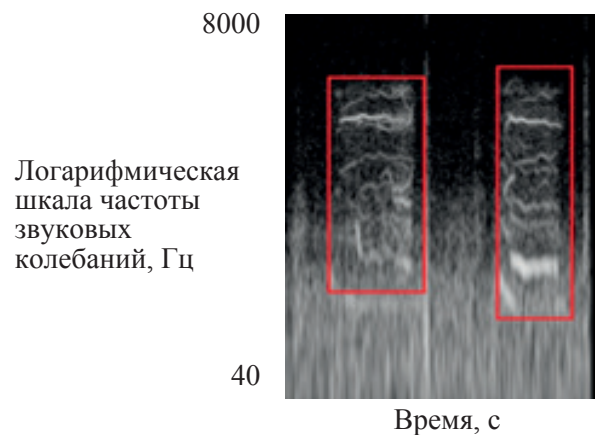 8000
Логарифмическая
шкала частоты
звуковых
колебаний, Гц
40
Время, с